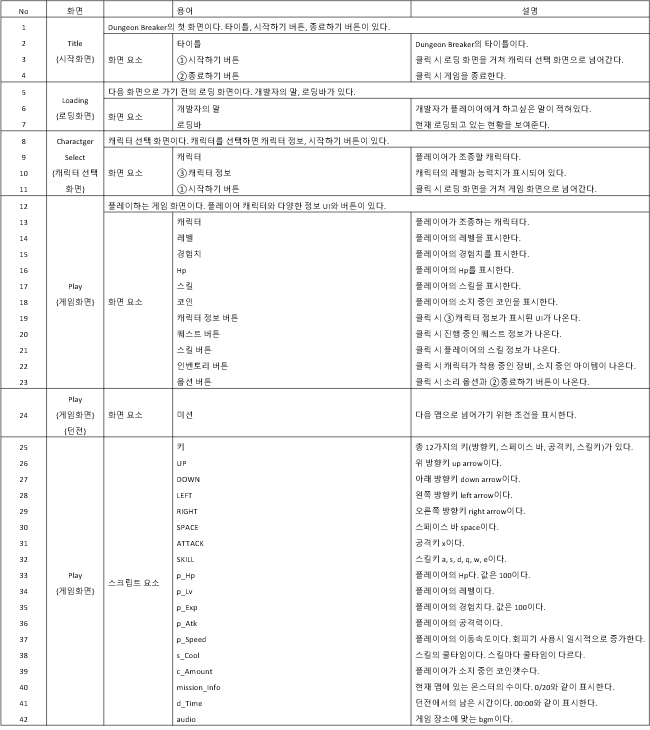 No 화면 용어 설명
1 Title (시작화면) Dungeon Breaker의 첫 화면이다. 타이틀, 시작하기 버튼, 종료하기 버튼이 있다.
2 화면 요소 타이틀 Dungeon Breaker의 타이틀이다.
3 ①시작하기 버튼 클릭 시 로딩 화면을 거쳐 캐릭터 선택 화면으로 넘어간다.
4 ②종료하기 버튼 클릭 시 게임을 종료한다.
5 Loading (로딩화면) 다음 화면으로 가기 전의 로딩 화면이다. 개발자의 말, 로딩바가 있다.
6 화면 요소 개발자의 말 개발자가 플레이어에게 하고싶은 말이 적혀있다.
7 로딩바 현재 로딩되고 있는 현황을 보여준다.
8 Charactger Select (캐릭터 선택 화면) 캐릭터 선택 화면이다. 캐릭터를 선택하면 캐릭터 정보, 시작하기 버튼이 있다.
9 화면 요소 캐릭터 플레이어가 조종할 캐릭터다.
10 ③캐릭터 정보 캐릭터의 레벨과 능력치가 표시되어 있다.
11 ①시작하기 버튼 클릭 시 로딩 화면을 거쳐 게임 화면으로 넘어간다.
12 Play (게임화면) 플레이하는 게임 화면이다. 플레이어 캐릭터와 다양한 정보 UI와 버튼이 있다.
13 화면 요소 캐릭터 플레이어가 조종하는 캐릭터다.
14 레벨 플레이어의 레벨을 표시한다.
15 경험치 플레이어의 경험치를 표시한다.
16 Hp 플레이어의 Hp를 표시한다.
17 스킬 플레이어의 스킬을 표시한다.
18 코인 플레이어의 소지 중인 코인을 표시한다.
19 캐릭터 정보 버튼 클릭 시 ③캐릭터 정보가 표시된 UI가 나온다.
20 퀘스트 버튼 클릭 시 진행 중인 퀘스트 정보가 나온다.
21 스킬 버튼 클릭 시 플레이어의 스킬 정보가 나온다.
22 인벤토리 버튼 클릭 시 캐릭터가 착용 중인 장비, 소지 중인 아이템이 나온다.
23 옵션 버튼 클릭 시 소리 옵션과 ②종료하기 버튼이 나온다.
24 Play (게임화면) (던전) 화면 요소 미션 다음 맵으로 넘어가기 위한 조건을 표시한다.
25 Play (게임화면) 스크립트 요소 키 총 12가지의 키(방향키, 스페이스 바, 공격키, 스킬키)가 있다.
26 UP 위 방향키 up arrow이다.
27 DOWN 아래 방향키 down arrow이다.
28 LEFT 왼쪽 방향키 left arrow이다.
29 RIGHT 오른쪽 방향키 right arrow이다.
30 SPACE 스페이스 바 space이다.
31 ATTACK 공격키 x이다.
32 SKILL 스킬키 a, s, d, q, w, e이다.
33 p_Hp 플레이어의 Hp다. 값은 100이다.
34 p_Lv 플레이어의 레벨이다.
35 p_Exp 플레이어의 경험치다. 값은 100이다.
36 p_Atk 플레이어의 공격력이다.
37 p_Speed 플레이어의 이동속도이다. 회피기 사용시 일시적으로 증가한다.
38 s_Cool 스킬의 쿨타임이다. 스킬마다 쿨타임이 다르다.
39 c_Amount 플레이어가 소지 중인 코인갯수다.
40 mission_Info 현재 맵에 있는 몬스터의 수이다. 0/20와 같이 표시한다.
41 d_Time 던전에서의 남은 시간이다. 00:00와 같이 표시한다.
42 audio 게임 장소에 맞는 bgm이다.